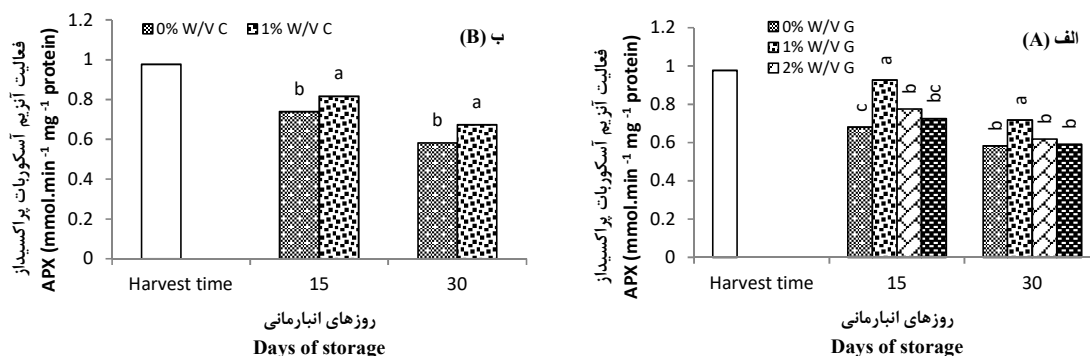 ب (B)
0% W/V C
1% W/V C
فعالیت آنزیم آسکوربات پراکسیداز
APX (mmol.min -1 mg -1 protein)
1.2
1
0.8
0.6
0.4
0.2
0
b
a
b
a
Harvest time
15
30
روزهای انبارمانی
Days of storage
الف (A)
0% W/V G
1% W/V G
2% W/V G
فعالیت آنزیم آسکوربات پراکسیداز
APX (mmol.min -1 mg -1 protein)
1.2
1
0.8
0.6
0.4
0.2
0
c
a
b
bc
b
a
b
b
Harvest time
15
30
روزهای انبارمانی
Days of storage